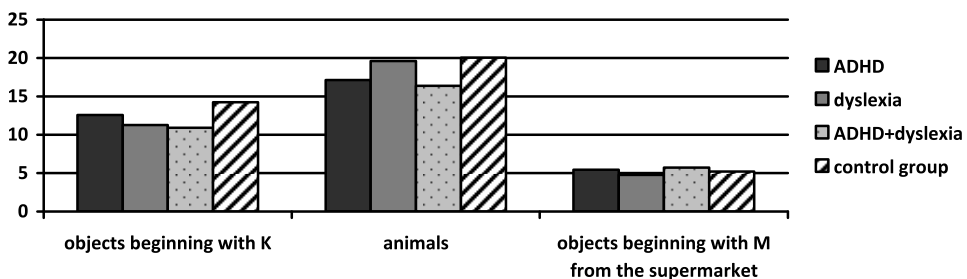 25
20
15
10
5
0
objects beginning with K
animals
objects beginning with M
from the supermarket
ADHD
dyslexia
ADHD+dyslexia
control group